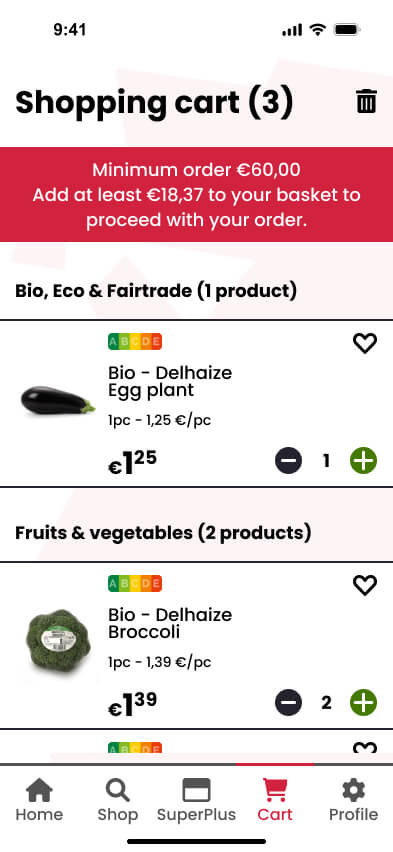 9:41
Shopping cart (3)
Minimum order €60,00
Add at least €18,37 to your basket to
proceed with your order.
Bio, Eco & Fairtrade (1 product)
A B C D E
Bio - Delhaize
Egg plant
1pc - 1,25 €/pc
€1 25
1
Fruits & vegetables (2 products)
A B C D E
Bio - Delhaize
Broccoli
1pc - 1,39 €/pc
€1 39
2
A B C D E
Home Shop SuperPlus Cart Profile